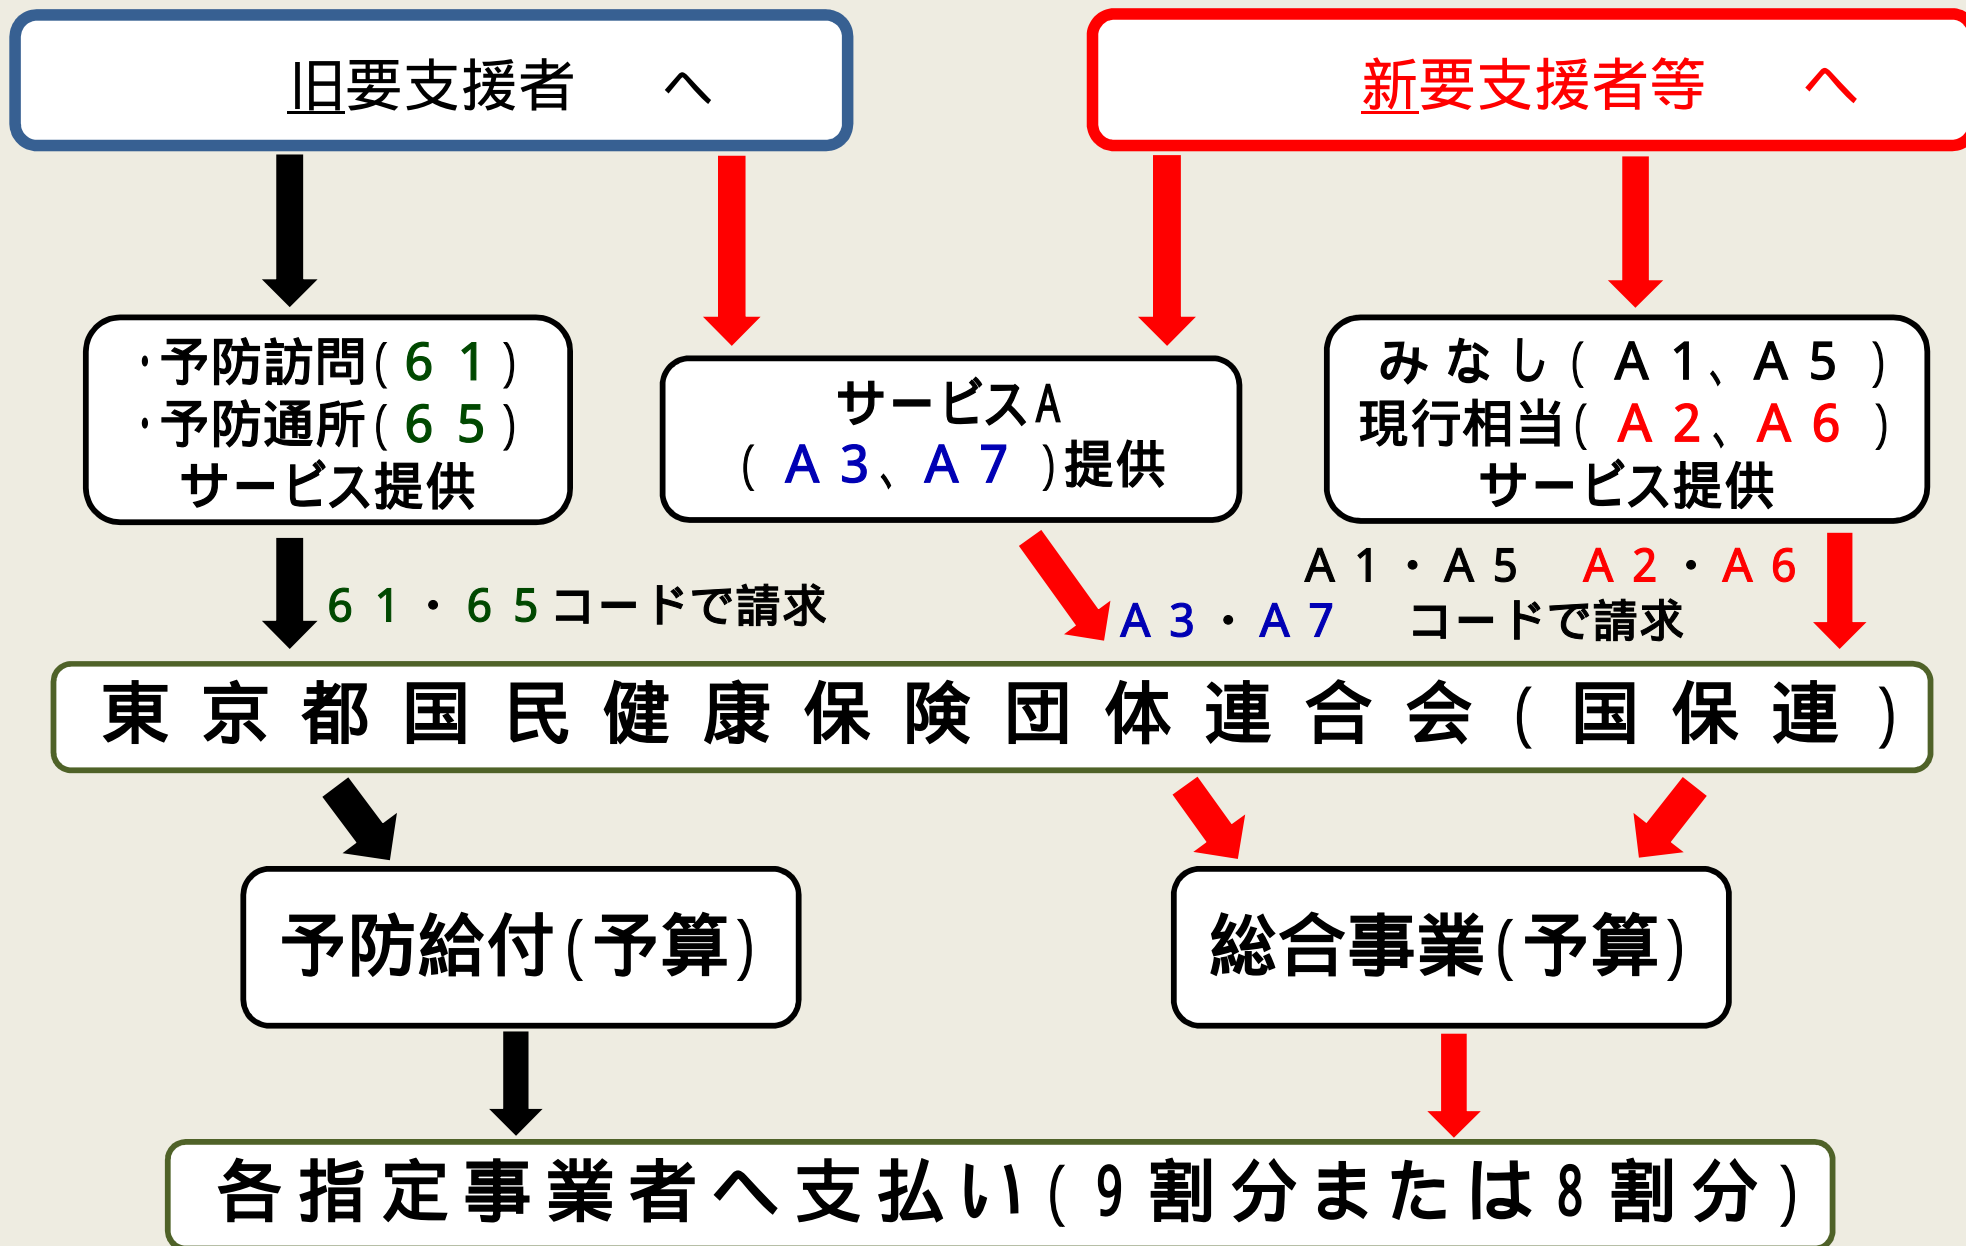 旧要支援者　へ
新要支援者等　へ
・予防訪問(６１)
・予防通所(６５)
サービス提供
サービスA
(Ａ３、Ａ７)提供
みなし(Ａ１、Ａ５)
現行相当(Ａ２、Ａ６)
サービス提供
６１・６５コードで請求
Ａ１・Ａ５　Ａ２・Ａ６
Ａ３・Ａ７　コードで請求
東京都国民健康保険団体連合会(国保連)
予防給付(予算)
総合事業(予算)
各指定事業者へ支払い(9割分または8割分)